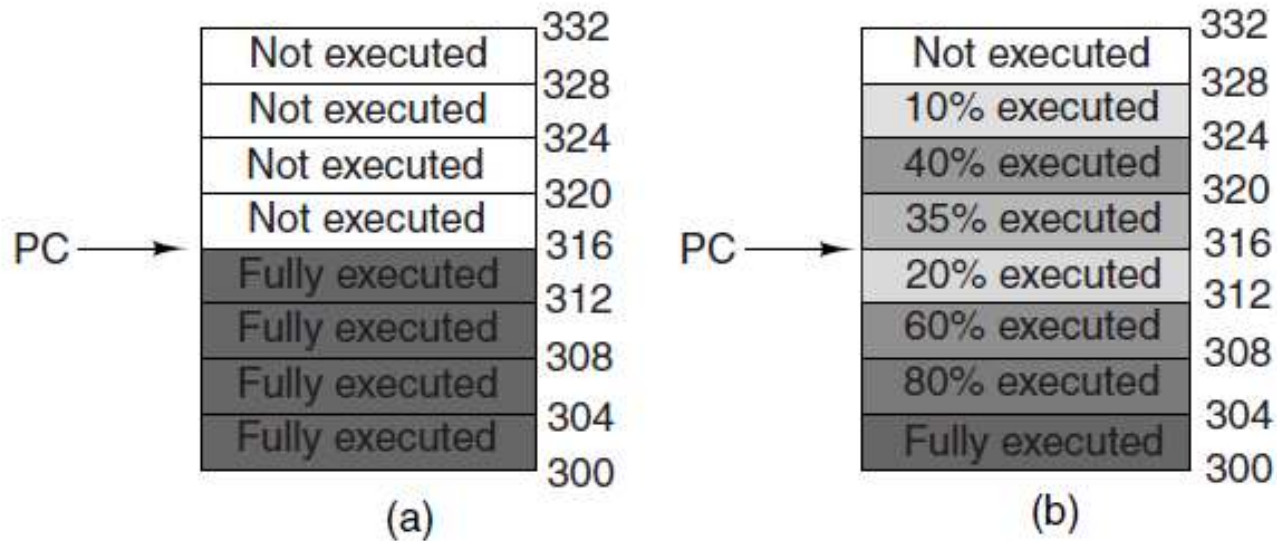 332
Not executed
328
Not executed
324
Not executed
320
Not executed
PC
316
Fully executed
312
Fully executed
308
Fully executed
304
Fully executed
300
(a)
332
Not executed
328
10% executed
324
40% executed
320
35% executed
PC
316
20% executed
312
60% executed
308
80% executed
304
Fully executed
300
(b)